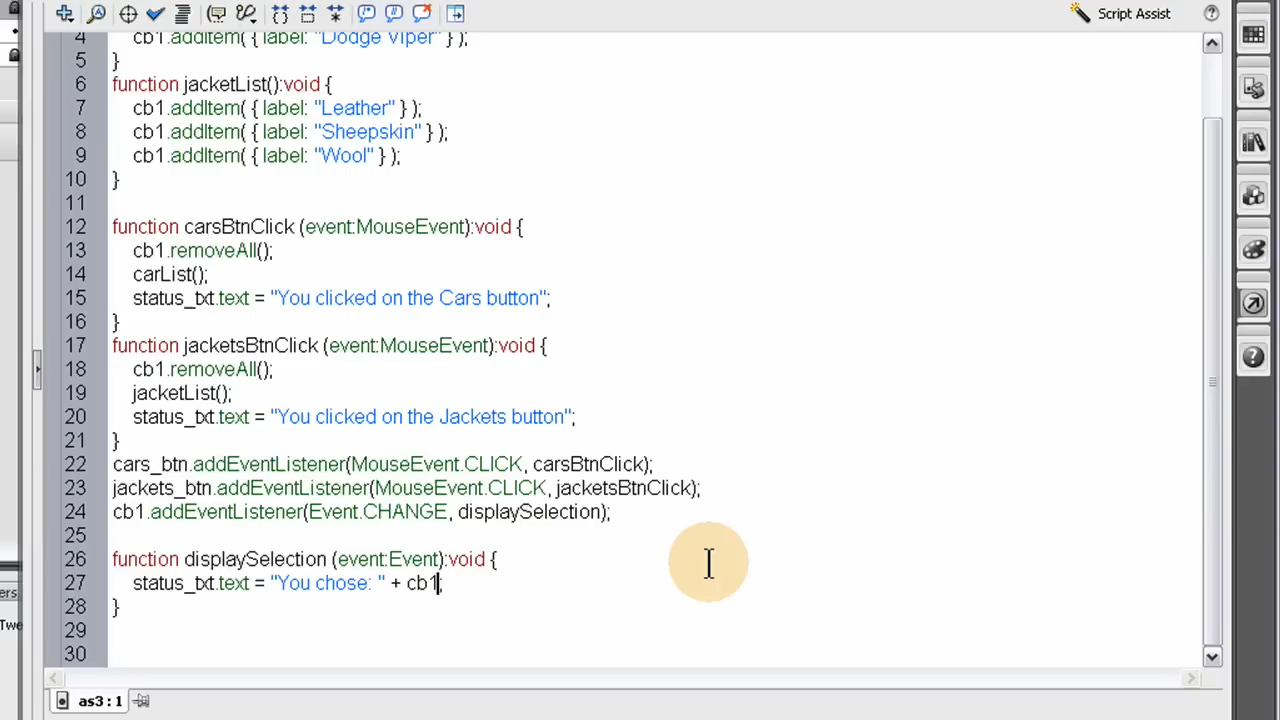 Script Assist
4 cb1.addItem( { label: "Dodge Viper" } );
5 }
6 function jacketList():void {
7 cb1.addItem( { label: "Leather" } );
8 cb1.addItem( { label: "Sheepskin" } );
9 cb1.addItem( { label: "Wool" } );
10 }
11
12 function carsBtnClick (event:MouseEvent):void {
13 cb1.removeAll();
14 carList();
15 status_txt.text = "You clicked on the Cars button";
16 }
17 function jacketsBtnClick (event:MouseEvent):void {
18 cb1.removeAll();
19 jacketList();
20 status_txt.text = "You clicked on the Jackets button";
21 }
22 cars_btn.addEventListener(MouseEvent.CLICK, carsBtnClick);
23 jackets_btn.addEventListener(MouseEvent.CLICK, jacketsBtnClick);
24 cb1.addEventListener(Event.CHANGE, displaySelection);
25
26 function displaySelection (event:Event):void {
27 status_txt.text = "You chose: " + cb1;
28 }
29
30
as3:1